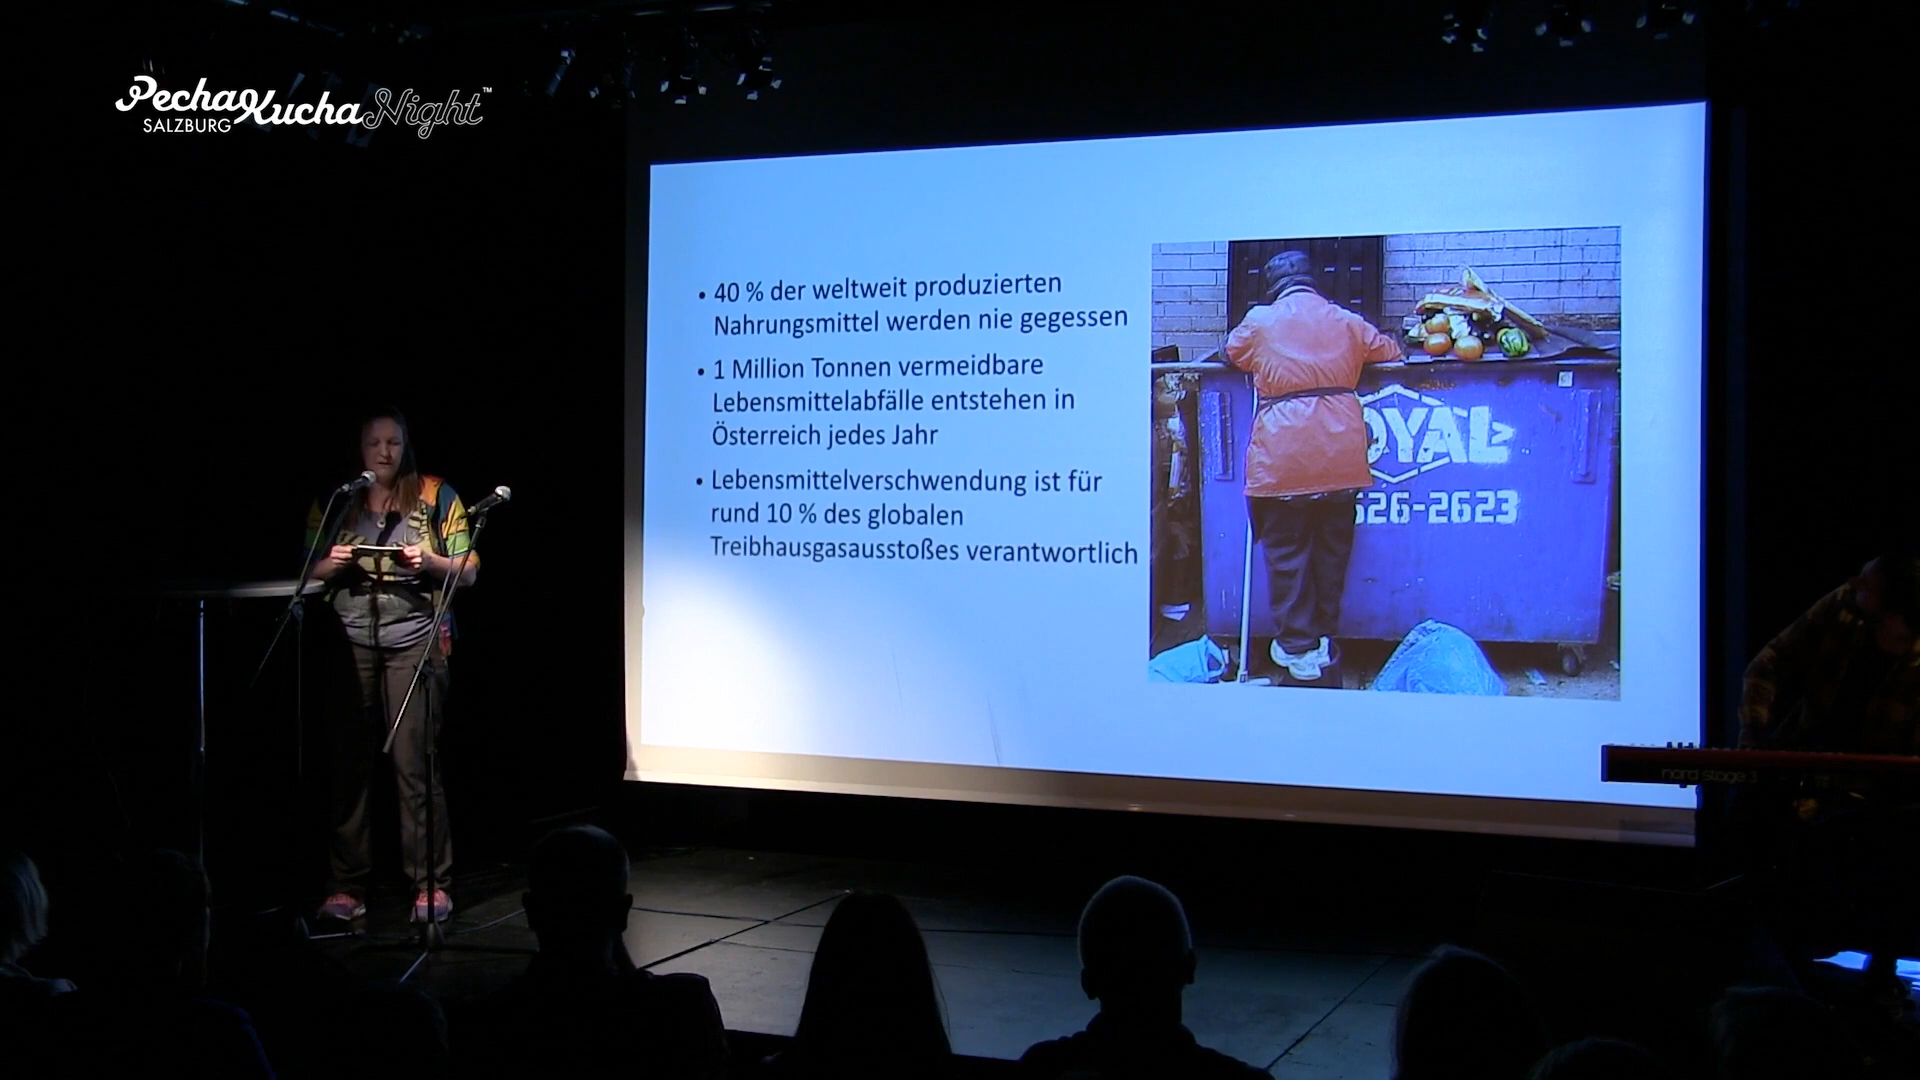 PechaKucha Night™
SALZBURG
• 40 % der weltweit produzierten
Nahrungsmittel werden nie gegessen
• 1 Million Tonnen vermeidbare
Lebensmittelabfälle entstehen in
Österreich jedes Jahr
• Lebensmittelverschwendung ist für
rund 10 % des globalen
Treibhausgasausstoßes verantwortlich
OYAL
526-2623
nord stage 3